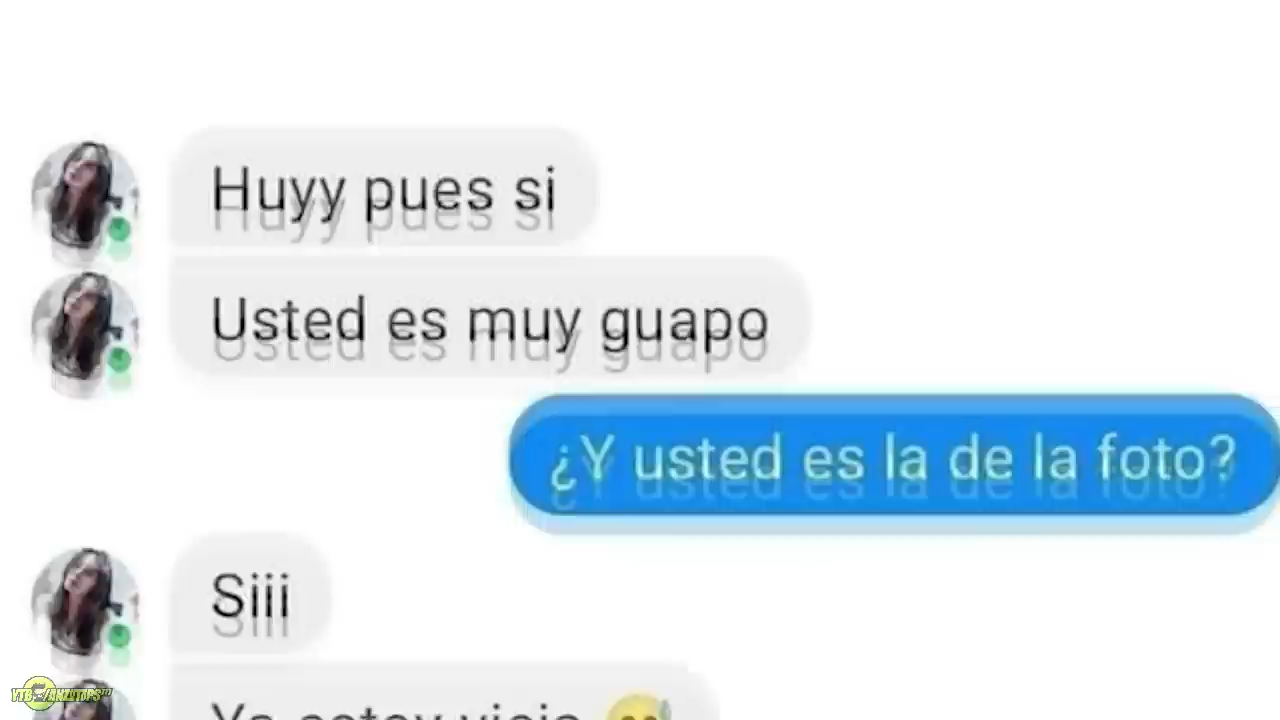 Huyy pues si
Usted es muy guapo
¿Y usted es la de la foto?
Siii